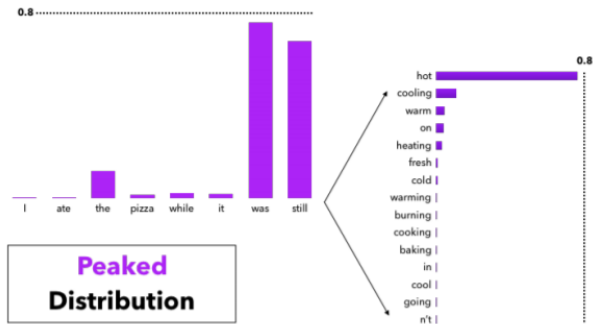 0.8
I ate the pizza while it was still
Peaked
Distribution
0.8
hot
cooling
warm
on
heating
fresh
cold
warming
burning
cooking
baking
in
cool
going
n't